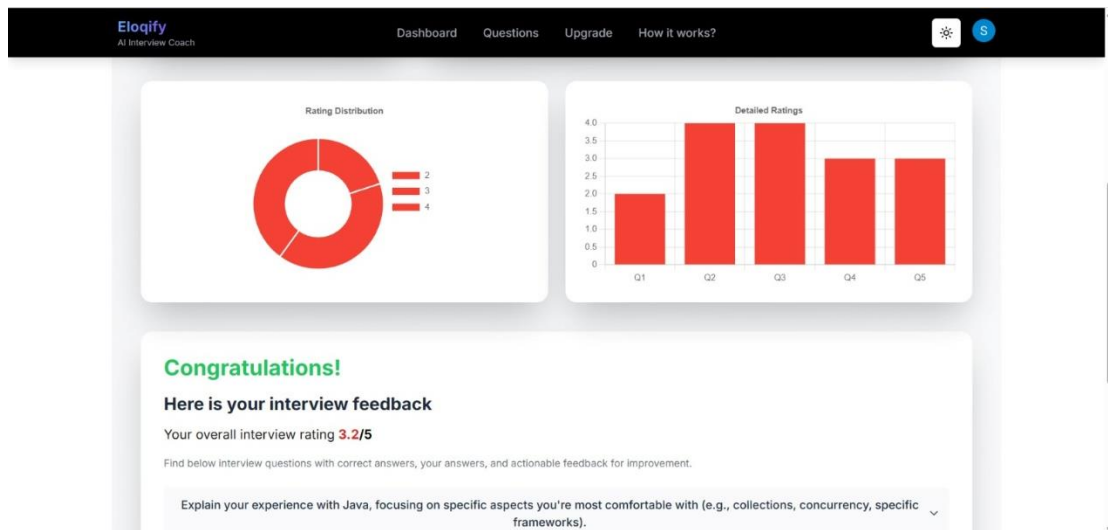 Eloqify
AI Interview Coach
Dashboard Questions Upgrade How it works?
S
Rating Distribution
2
3
4
Detailed Ratings
4.0
3.5
3.0
2.5
2.0
1.5
1.0
0.5
0
Q1 Q2 Q3 Q4 Q5
Congratulations!
Here is your interview feedback
Your overall interview rating 3.2/5
Find below interview questions with correct answers, your answers, and actionable feedback for improvement.
Explain your experience with Java, focusing on specific aspects you're most comfortable with (e.g., collections, concurrency, specific
frameworks).